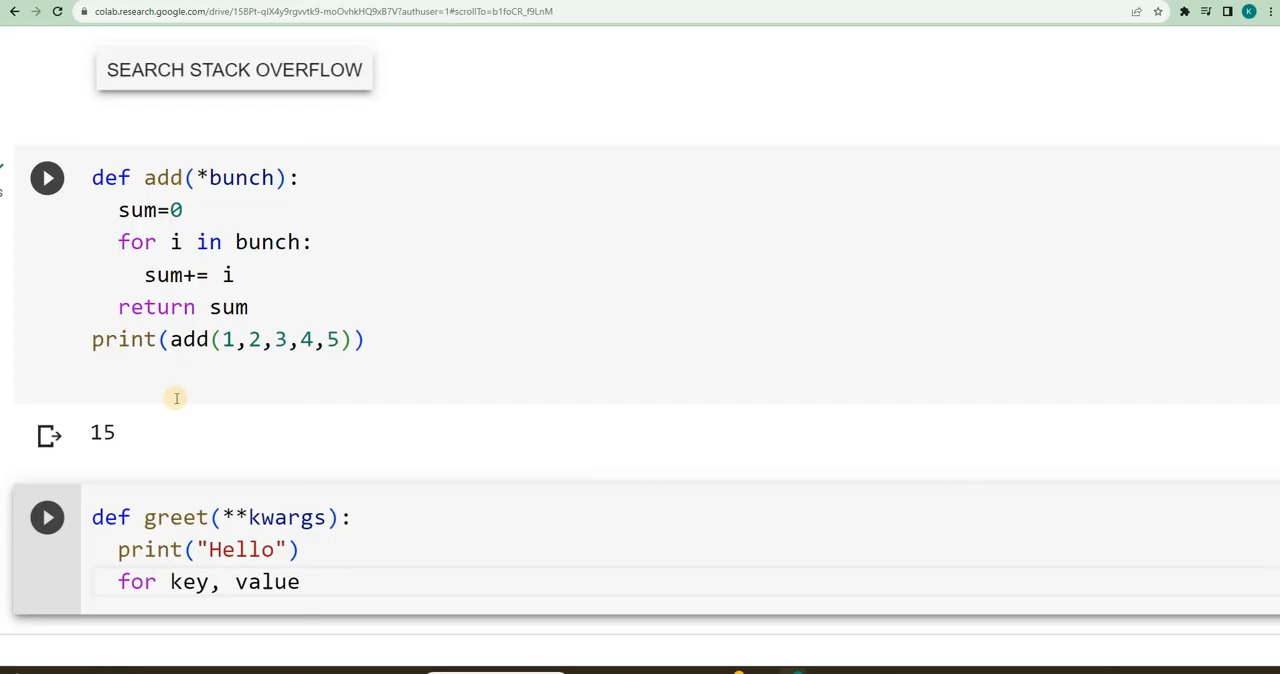 colab.research.google.com/drive/15BPt-qlX4y9rgvvtk9-moOvhkHQ9xB7V?authuser=1#scrollTo=b1foCR_f9LnM
K
SEARCH STACK OVERFLOW
def add(*bunch):
sum=0
for i in bunch:
sum+= i
return sum
print(add(1,2,3,4,5))
15
def greet(**kwargs):
print("Hello")
for key, value